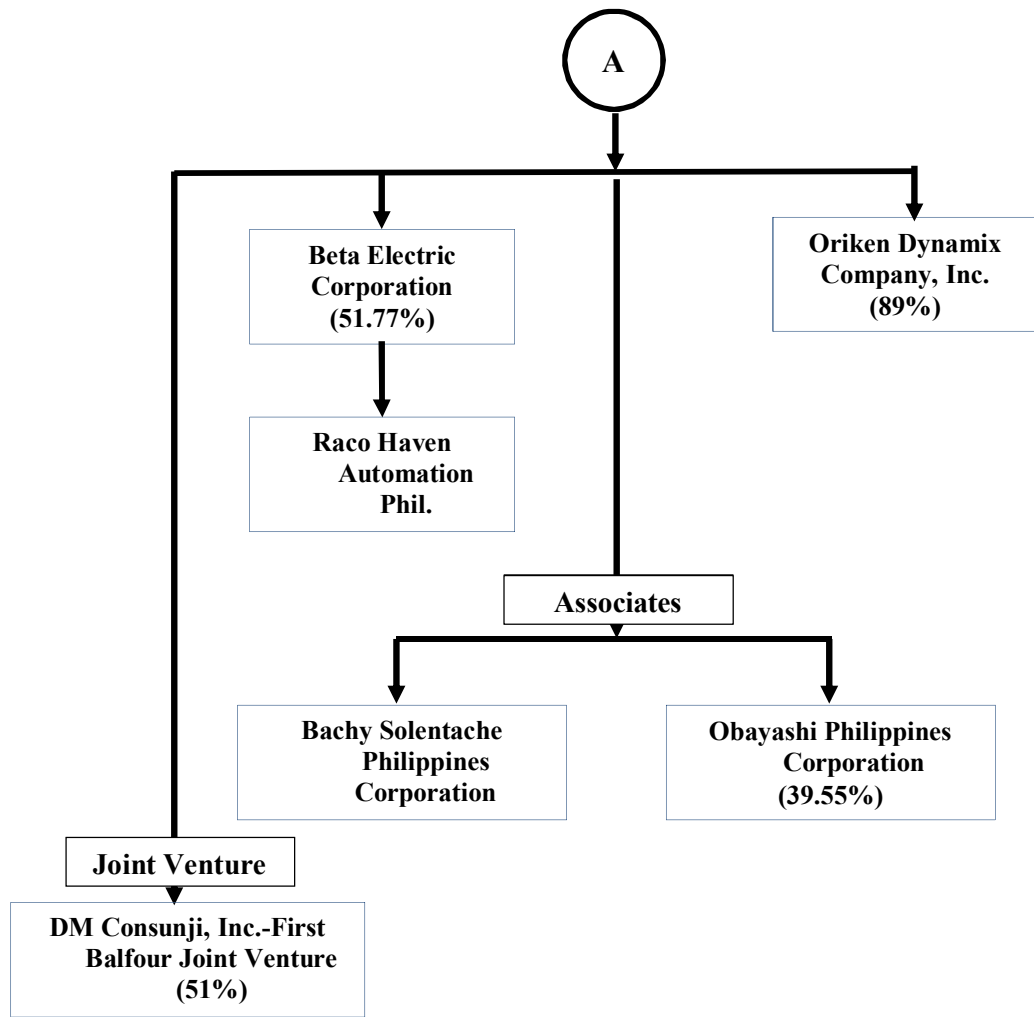 A
Beta Electric
Corporation
(51.77%)
Oriken Dynamix
Company, Inc.
(89%)
Raco Haven
Automation
Phil.
Associates
Bachy Solentache
Philippines
Corporation
Obayashi Philippines
Corporation
(39.55%)
Joint Venture
DM Consunji, Inc.-First
Balfour Joint Venture
(51%)